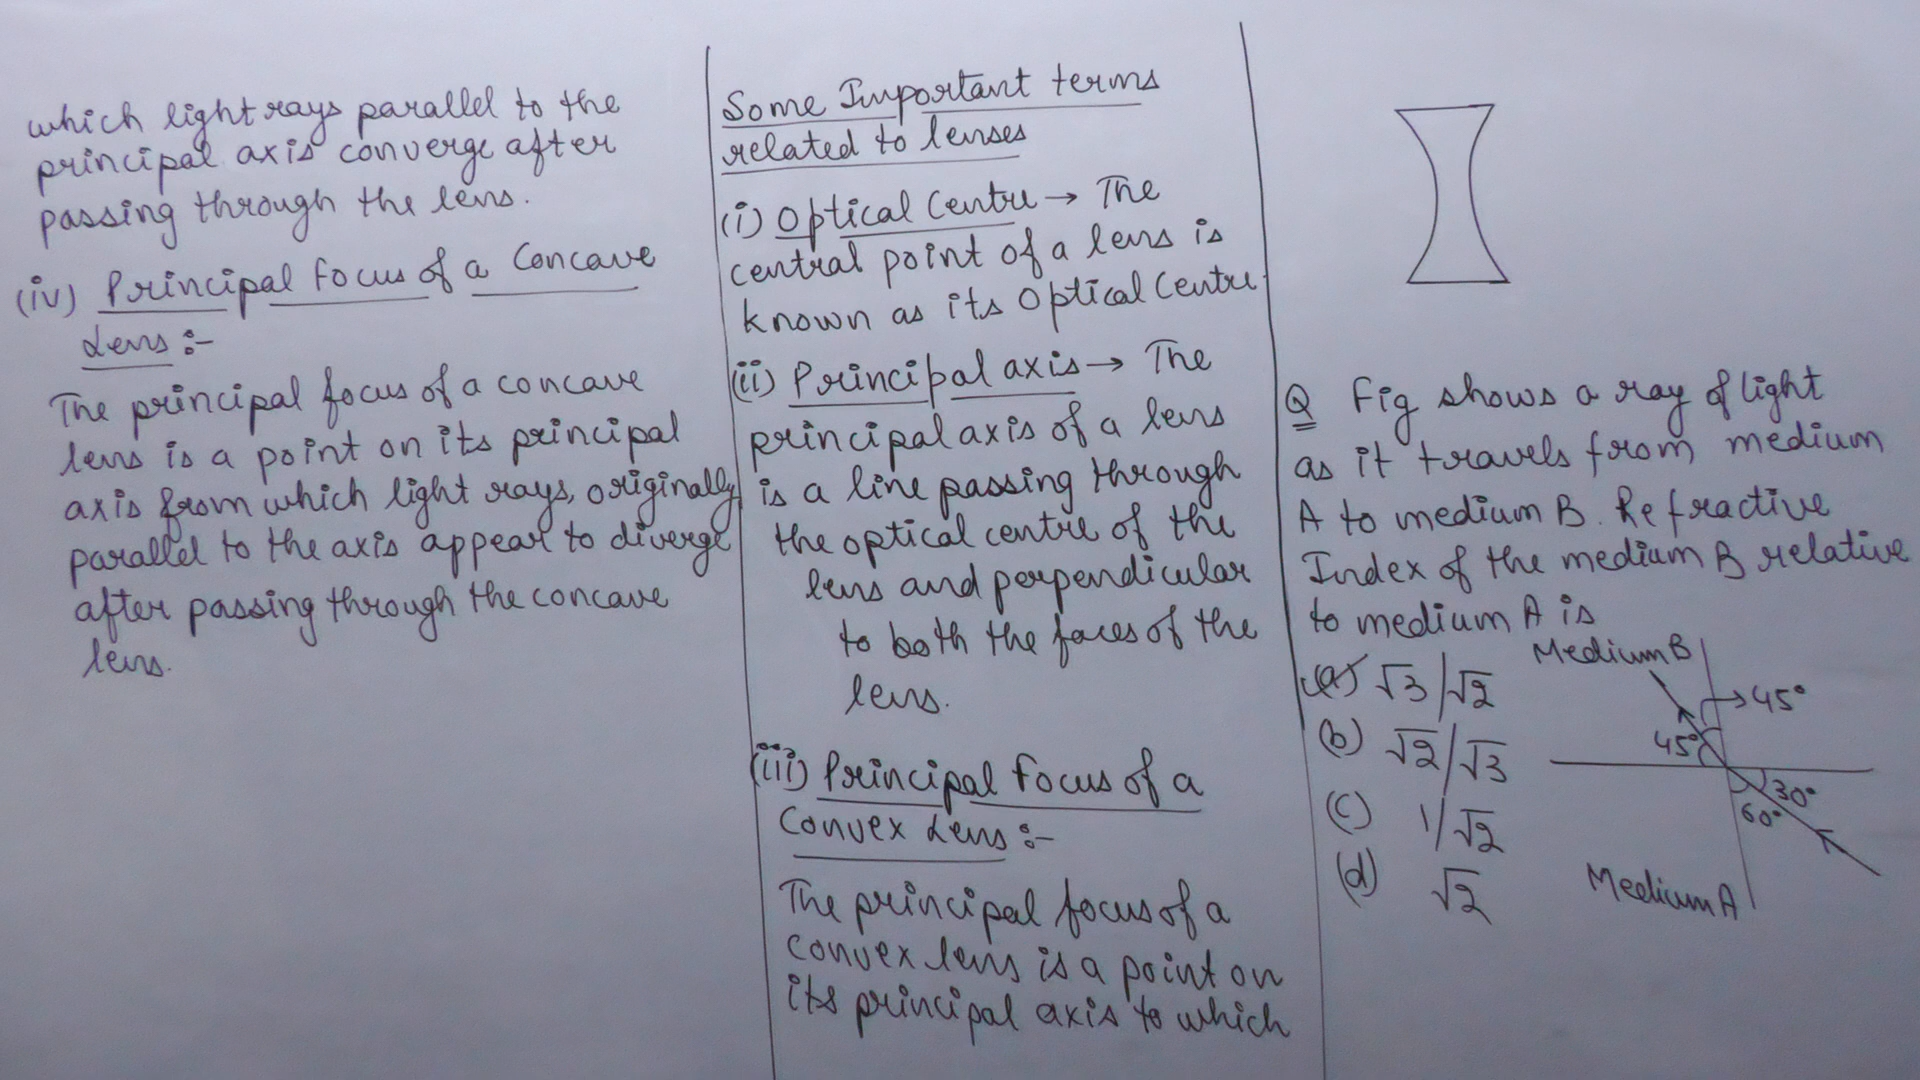 which light rays parallel to the
principal axis converge after
passing through the lens.
(iv) Principal Focus of a Concave
Lens :-
The principal focus of a concave
lens is a point on its principal
axis from which light rays, originally
parallel to the axis appear to diverge
after passing through the concave
lens.
Some Important terms
related to lenses
(i) Optical Centre → The
central point of a lens is
known as its Optical Centre.
(ii) Principal axis → The
principal axis of a lens
is a line passing through
the optical centre of the
lens and perpendicular
to both the faces of the
lens.
(iii) Principal Focus of a
Convex Lens :-
The principal focus of a
convex lens is a point on
its principal axis to which
Q Fig shows a ray of light
as it travels from medium
A to medium B. Refractive
Index of the medium B relative
to medium A is
(a) √3/√2
(b) √2/√3
(c) 1/√2
(d) √2
Medium B
45°
45°
30°
60°
Medium A